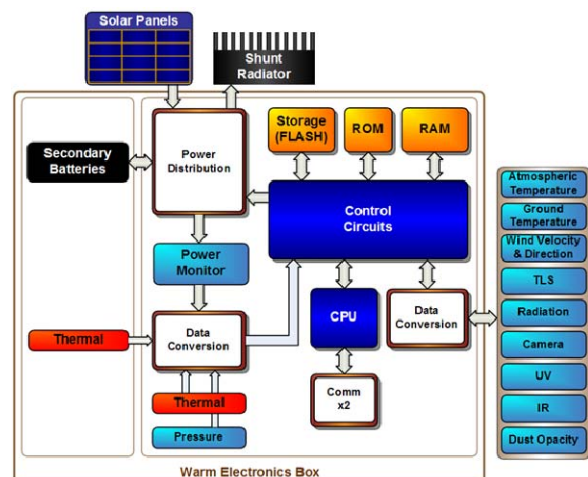 Solar Panels
Shunt
Radiator
Storage
(FLASH)
ROM
RAM
Secondary
Batteries
Power
Distribution
Control
Circuits
Atmospheric
Temperature
Ground
Temperature
Wind Velocity
& Direction
TLS
Radiation
Camera
UV
IR
Dust Opacity
Power
Monitor
CPU
Data
Conversion
Thermal
Data
Conversion
Thermal
Pressure
Comm
x2
Warm Electronics Box